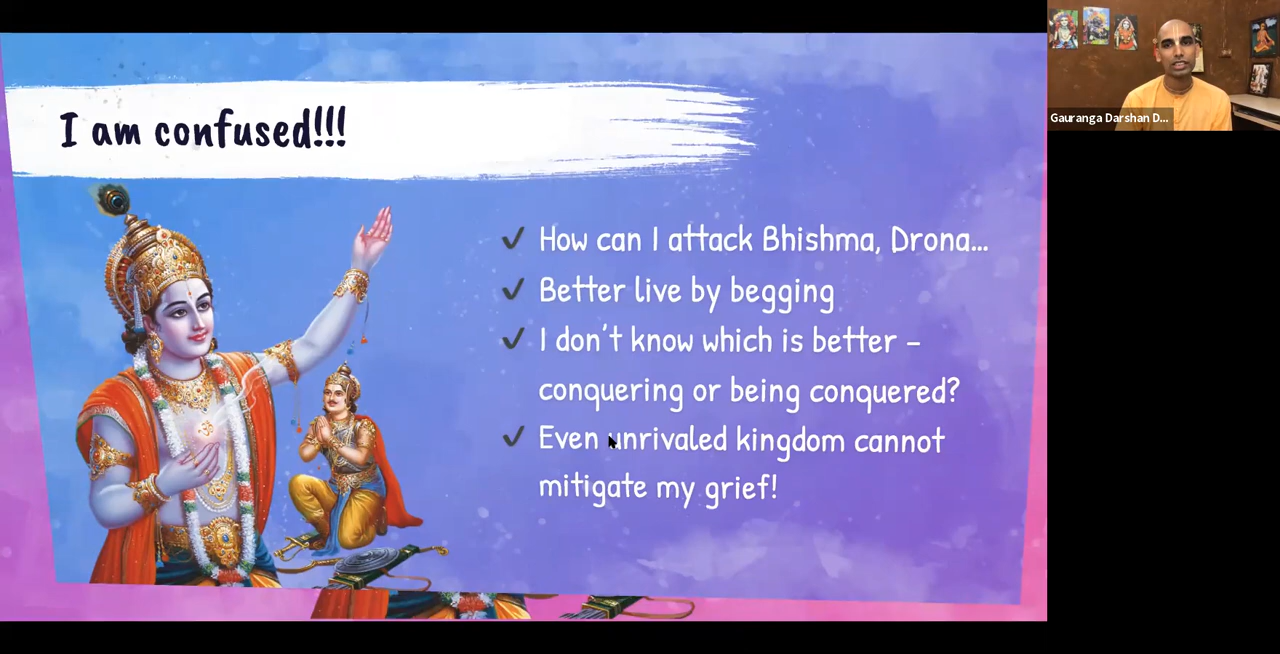 I am confused!!!
✓ How can I attack Bhishma, Drona...
✓ Better live by begging
✓ I don't know which is better –
conquering or being conquered?
✓ Even unrivaled kingdom cannot
mitigate my grief!
Gauranga Darshan D...